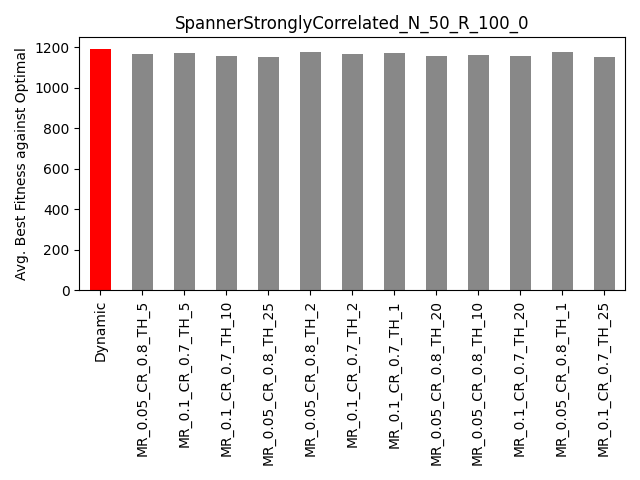 SpannerStronglyCorrelated_N_50_R_100_0
Avg. Best Fitness against Optimal
1200
1000
800
600
400
200
0
Dynamic
MR_0.05_CR_0.8_TH_5
MR_0.1_CR_0.7_TH_5
MR_0.1_CR_0.7_TH_10
MR_0.05_CR_0.8_TH_25
MR_0.05_CR_0.8_TH_2
MR_0.1_CR_0.7_TH_2
MR_0.1_CR_0.7_TH_1
MR_0.05_CR_0.8_TH_20
MR_0.05_CR_0.8_TH_10
MR_0.1_CR_0.7_TH_20
MR_0.05_CR_0.8_TH_1
MR_0.1_CR_0.7_TH_25